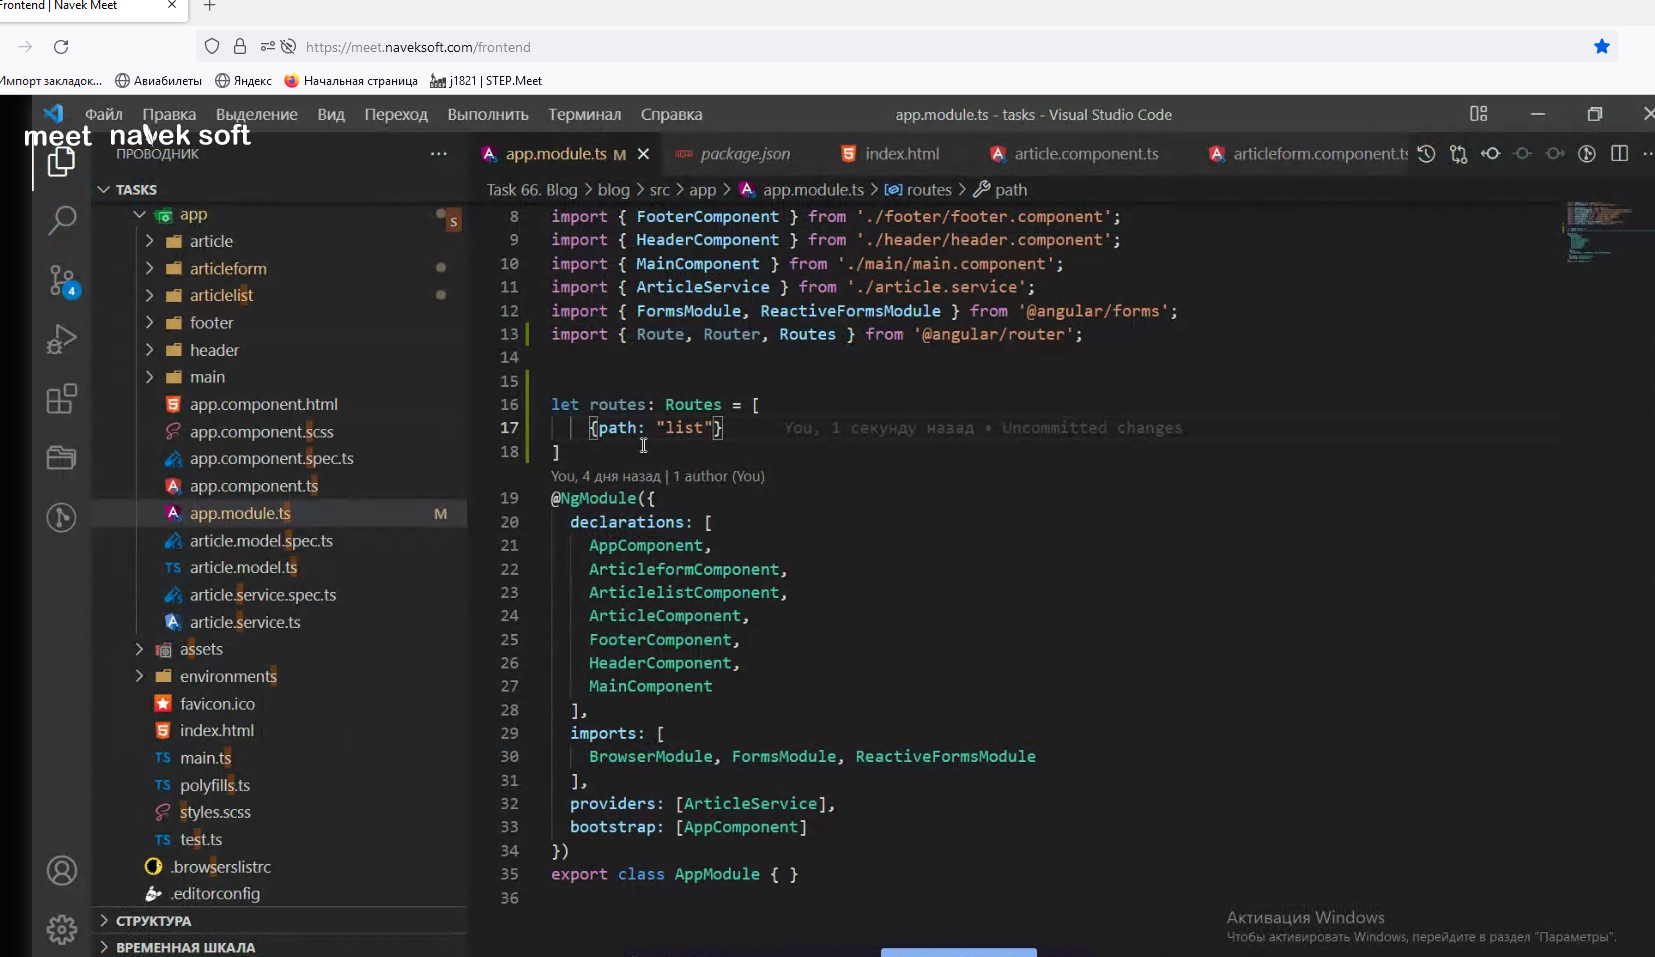 Frontend | Navek Meet
https://meet.naveksoft.com/frontend
Импорт закладок... Авиабилеты Яндекс Начальная страница j1821 | STEP.Meet
Файл Правка Выделение Вид Переход Выполнить Терминал Справка app.module.ts - tasks - Visual Studio Code
meet navek soft
ПРОВОДНИК ...
app.module.ts M package.json index.html article.component.ts articleform.component.ts
TASKS
Task 66. Blog > blog > src > app > app.module.ts > routes > path
app
S
article
articleform
articlelist
footer
header
main
app.component.html
app.component.scss
app.component.spec.ts
app.component.ts
app.module.ts M
article.model.spec.ts
TS article.model.ts
article.service.spec.ts
article.service.ts
assets
environments
favicon.ico
index.html
TS main.ts
TS polyfills.ts
styles.scss
TS test.ts
.browserslistrc
.editorconfig
СТРУКТУРА
ВРЕМЕННАЯ ШКАЛА
4
8 import { FooterComponent } from './footer/footer.component';
9 import { HeaderComponent } from './header/header.component';
10 import { MainComponent } from './main/main.component';
11 import { ArticleService } from './article.service';
12 import { FormsModule, ReactiveFormsModule } from '@angular/forms';
13 import { Route, Router, Routes } from '@angular/router';
14
15
16 let routes: Routes = [
17 {path: "list"} You, 1 секунду назад • Uncommitted changes
18 ]
You, 4 дня назад | 1 author (You)
19 @NgModule({
20 declarations: [
21 AppComponent,
22 ArticleformComponent,
23 ArticlelistComponent,
24 ArticleComponent,
25 FooterComponent,
26 HeaderComponent,
27 MainComponent
28 ],
29 imports: [
30 BrowserModule, FormsModule, ReactiveFormsModule
31 ],
32 providers: [ArticleService],
33 bootstrap: [AppComponent]
34 })
35 export class AppModule { }
36
Активация Windows
Чтобы активировать Windows, перейдите в раздел "Параметры".